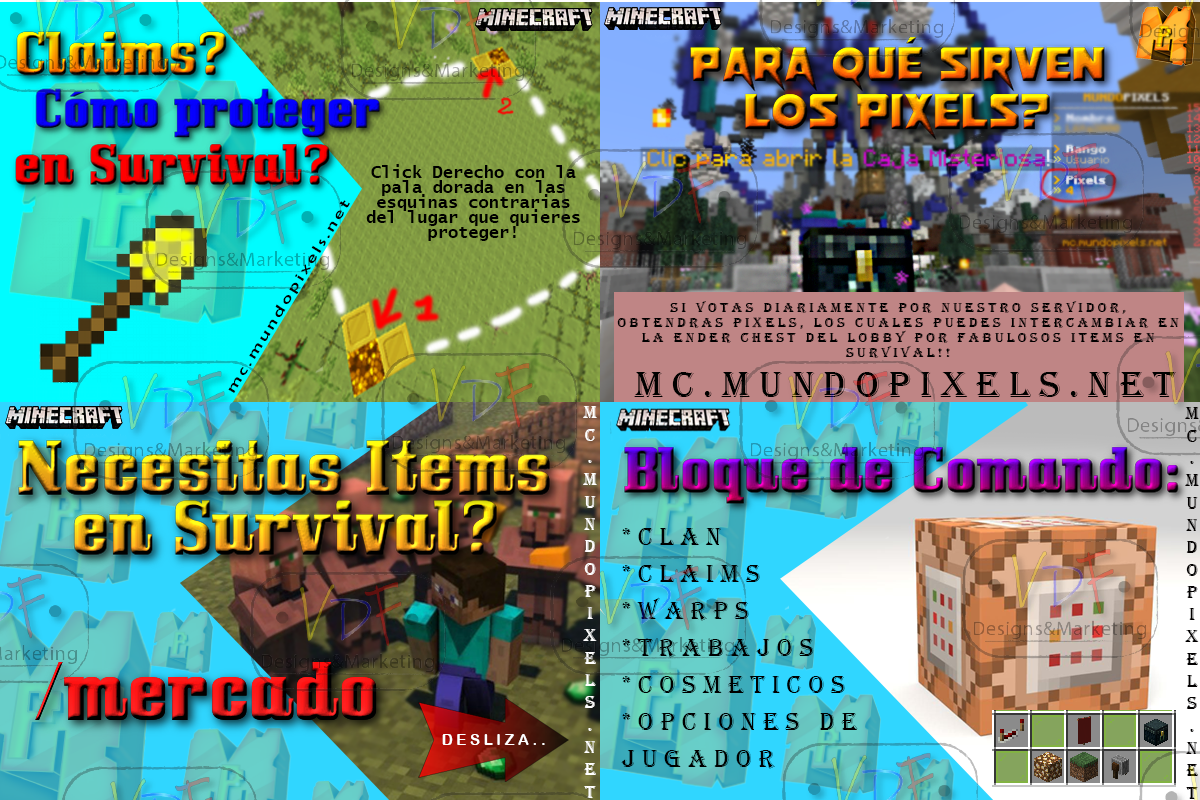 MINECRAFT
Claims?
Cómo proteger
en Survival?
2
Click Derecho con la
pala dorada en las
esquinas contrarias
del lugar que quieres
proteger!
1
mc.mundopixels.net
MINECRAFT
PARA QUÉ SIRVEN
LOS PIXELS?
MUNDOPIXELS
Nombre
¡Clic para abrir la Caja Misteriosa!
Rango
Usuario
Pixels
4
mc.mundopixels.net
SI VOTAS DIARIAMENTE POR NUESTRO SERVIDOR,
OBTENDRAS PIXELS, LOS CUALES PUEDES INTERCAMBIAR EN
LA ENDER CHEST DEL LOBBY POR FABULOSOS ITEMS EN
SURVIVAL!!
MC.MUNDOPIXELS.NET
MINECRAFT
Necesitas Items
en Survival?
/mercado
DESLIZA..
MC.MUNDOPIXELS.NET
MINECRAFT
Bloque de Comando:
*CLAN
*CLAIMS
*WARPS
*TRABAJOS
*COSMETICOS
*OPCIONES DE
JUGADOR
MC.MUNDOPIXELS.NET
VDF
Designs&Marketing